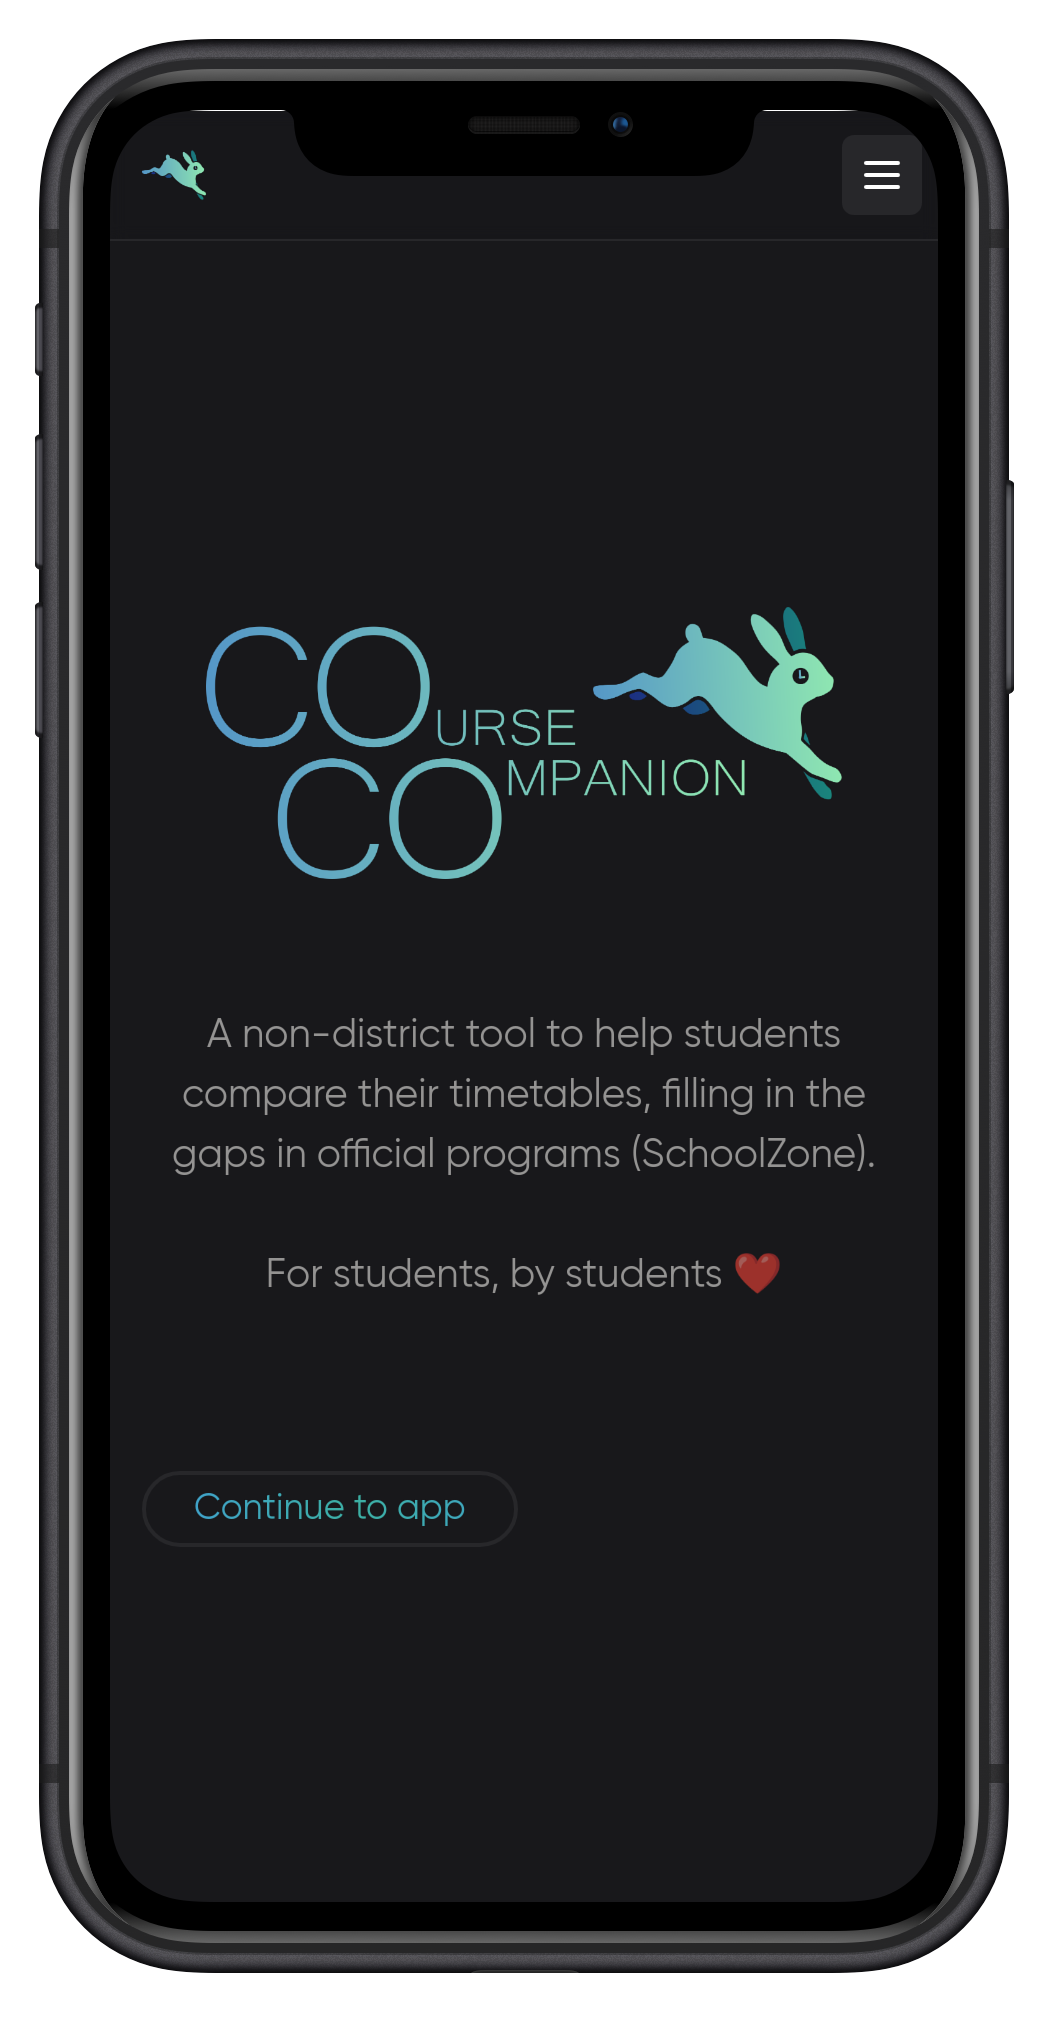 COURSE
COMPANION
A non-district tool to help students
compare their timetables, filling in the
gaps in official programs (SchoolZone).
For students, by students ❤️
Continue to app